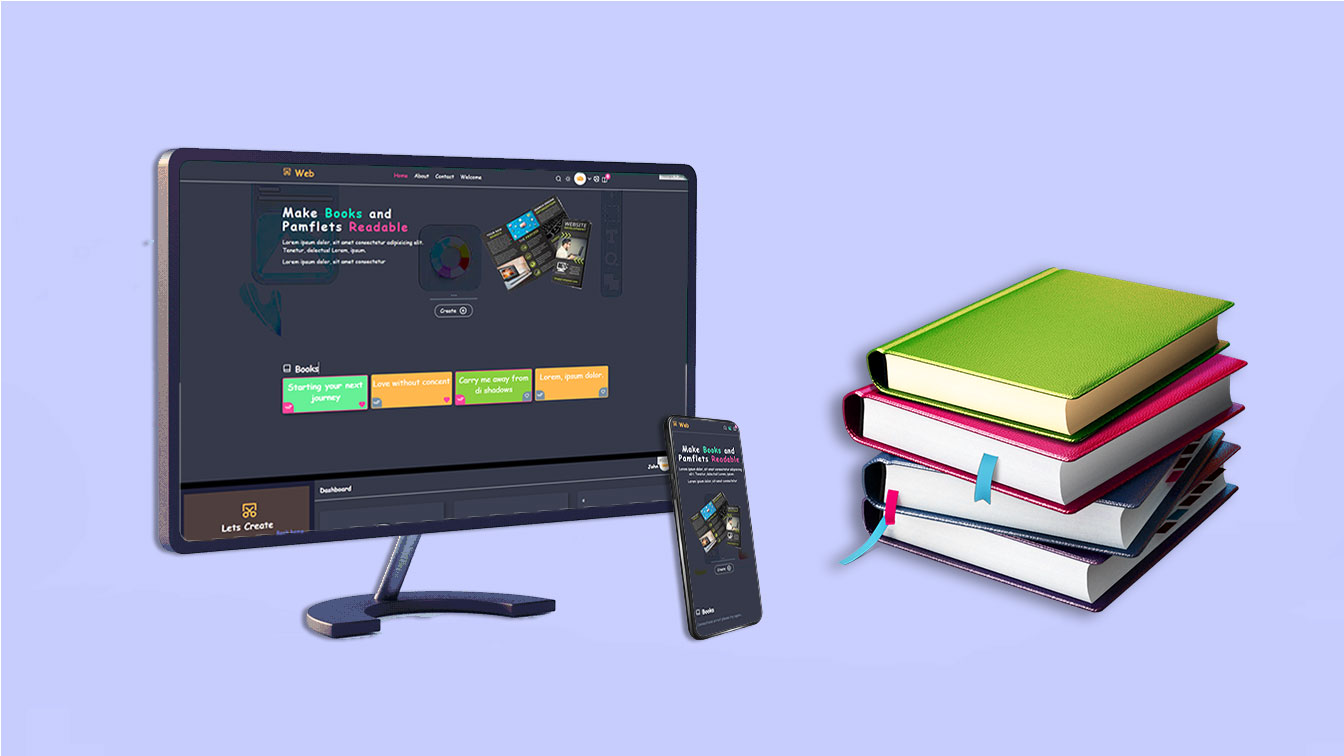 Web
Home About Contact Welcome
Make Books and
Pamflets Readable
Lorem ipsum dolor, sit amet consectetur adipisicing elit.
Tenetur, delectus! Lorem, ipsum.
Lorem ipsum dolor, sit amet consectetur
WEBSITE
Create
Books
Starting your next
journey
Love without concent
Carry me away from
di shadows
Lorem, ipsum dolor.
John
Dashboard
Lets Create
Web
Make Books and
Pamflets Readable
Lorem ipsum dolor, sit amet consectetur adipisicing
elit. Tenetur, delectus! Lorem, ipsum.
Lorem ipsum dolor, sit amet consectetur
Create
Books